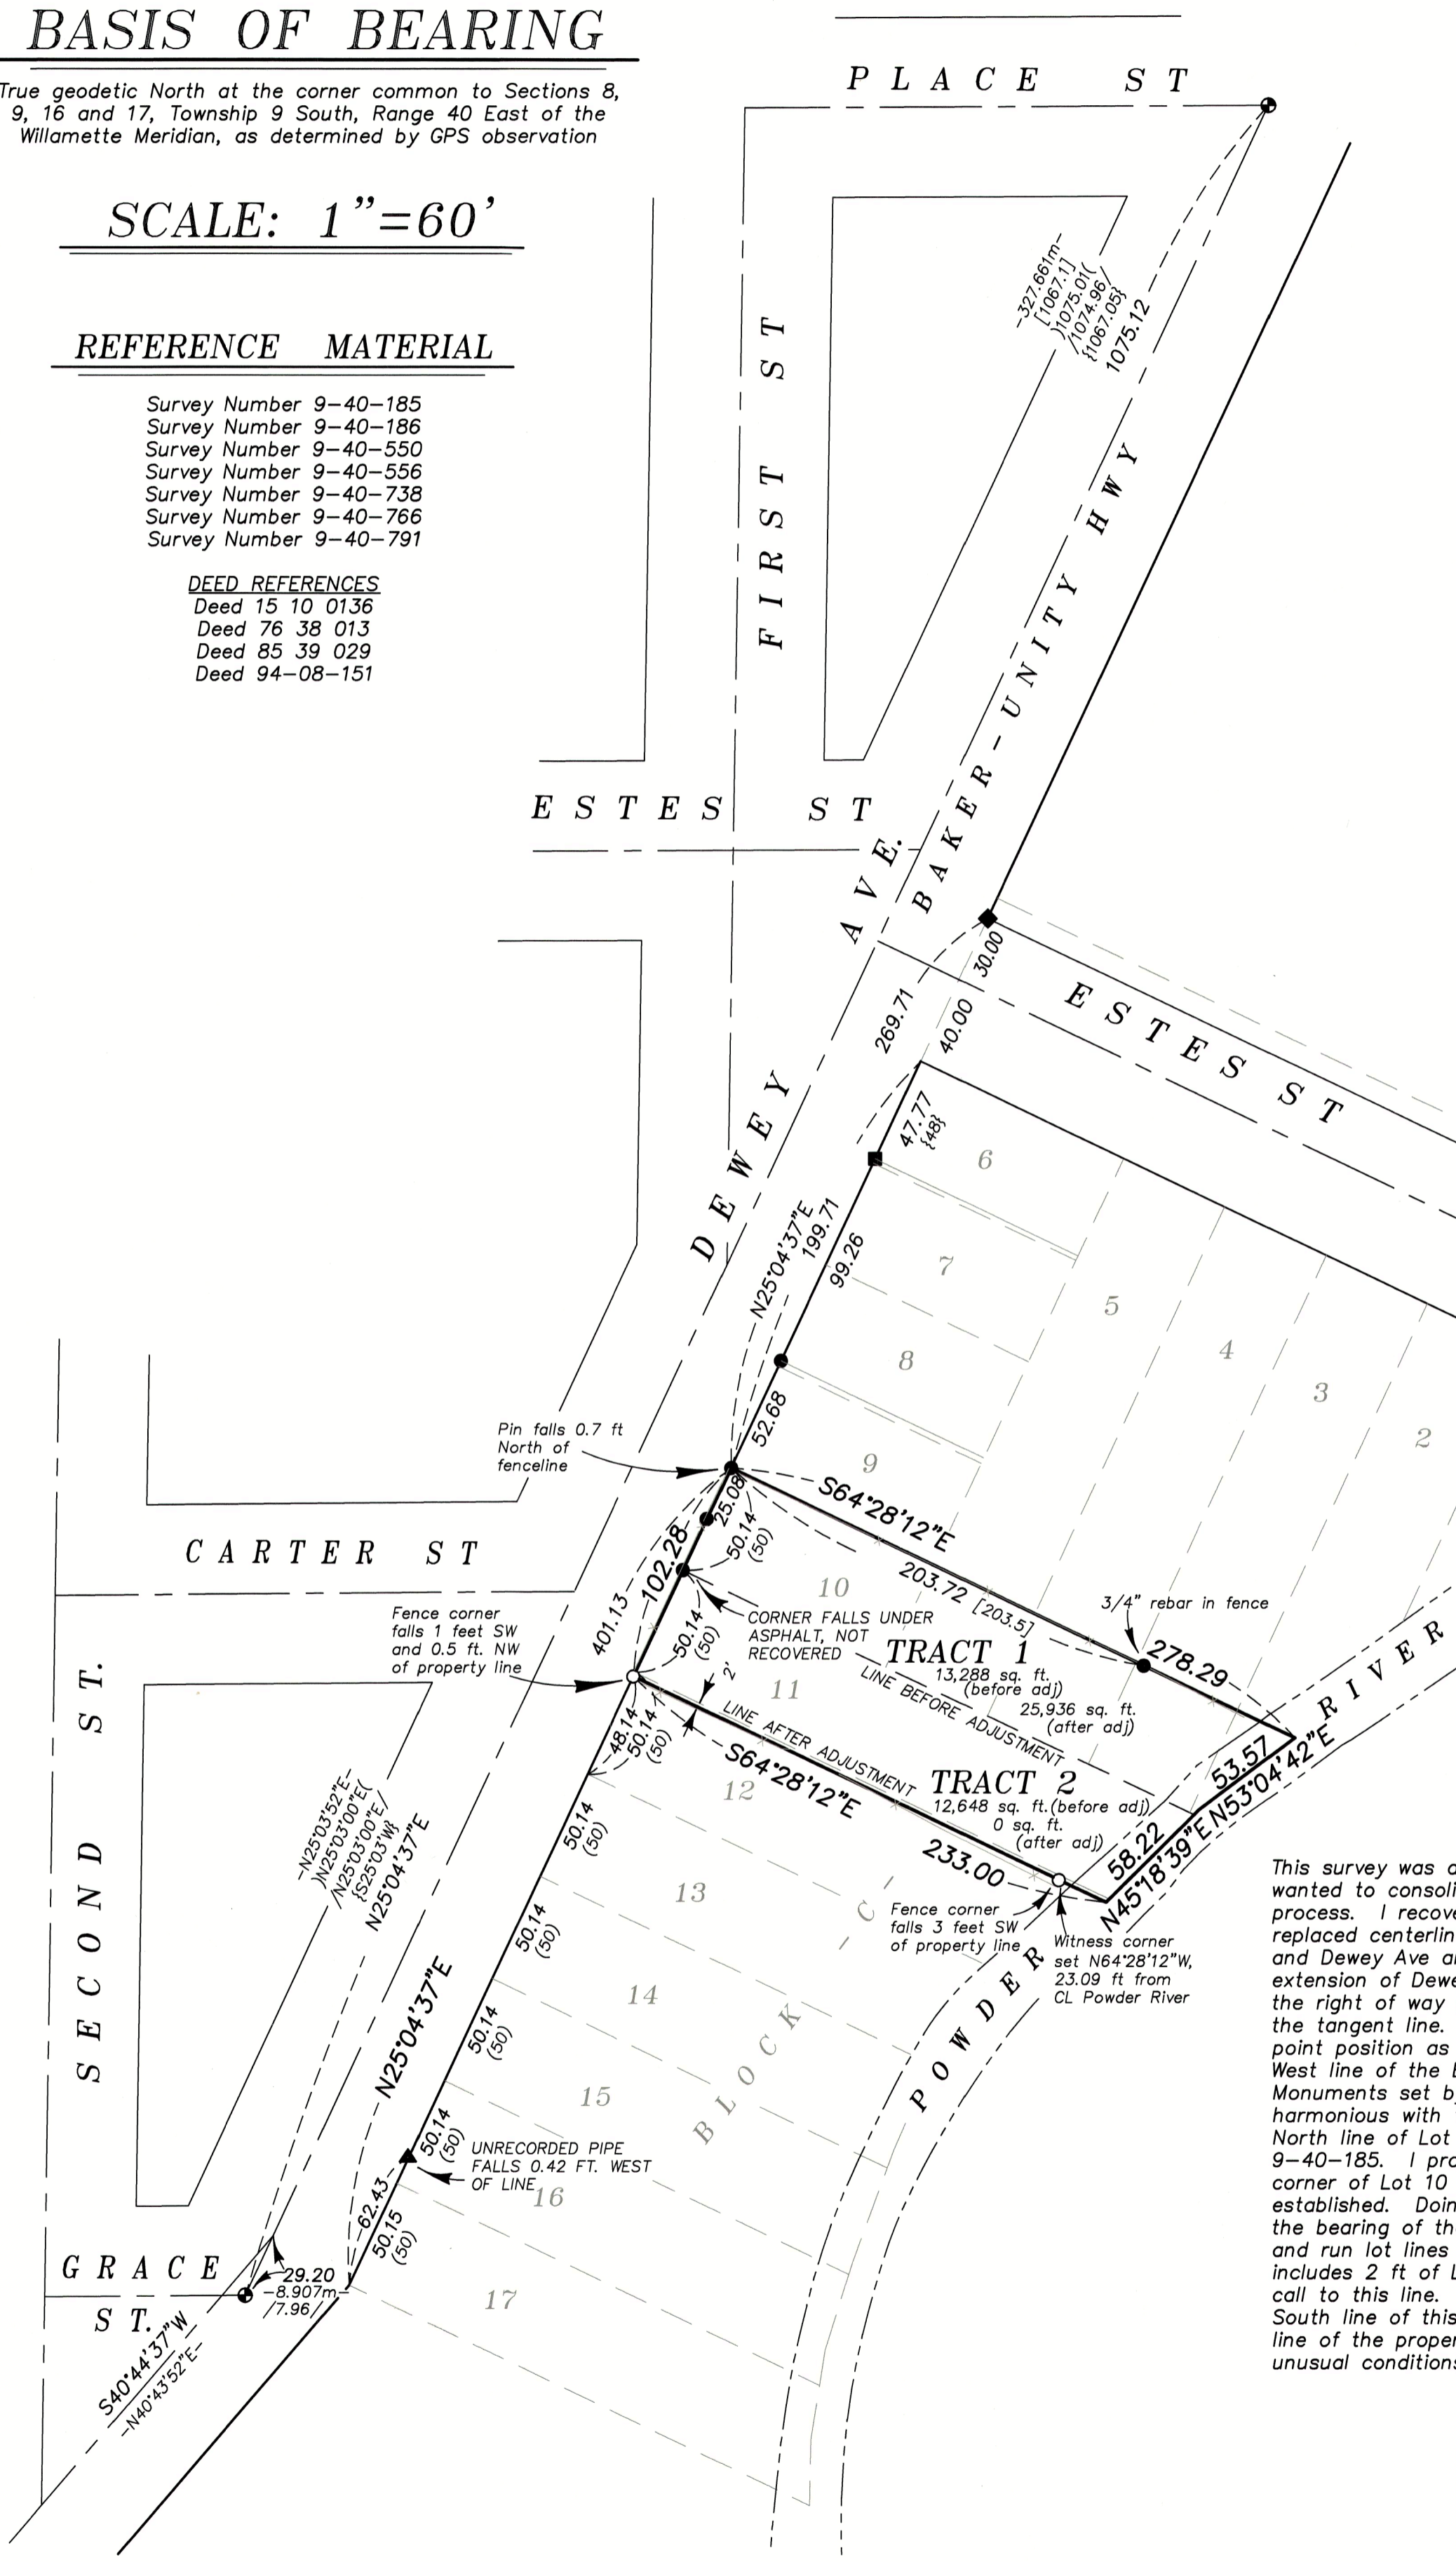 BASIS OF BEARING
True geodetic North at the corner common to Sections 8,
9, 16 and 17, Township 9 South, Range 40 East of the
Willamette Meridian, as determined by GPS observation
SCALE: 1"=60'
REFERENCE MATERIAL
Survey Number 9-40-185
Survey Number 9-40-186
Survey Number 9-40-550
Survey Number 9-40-556
Survey Number 9-40-738
Survey Number 9-40-766
Survey Number 9-40-791
DEED REFERENCES
Deed 15 10 0136
Deed 76 38 013
Deed 85 39 029
Deed 94-08-151
PLACE ST
-327.661m-
[1067.1]
)1075.01(
/1074.96/
{1067.05}
1075.12
FIRST ST
BAKER-UNITY HWY
ESTES ST
DEWEY AVE.
30.00
269.71
40.00
ESTES ST
47.77
{48}
6
N25°04'37"E
199.71
99.26
7
5
8
4
3
2
52.68
9
Pin falls 0.7 ft
North of
fenceline
S64°28'12"E
25.08
50.14
(50)
102.28
203.72 [203.5]
CARTER ST
10
3/4" rebar in fence
401.13
Fence corner
falls 1 feet SW
and 0.5 ft. NW
of property line
50.14
(50)
CORNER FALLS UNDER
ASPHALT, NOT
RECOVERED
TRACT 1
13,288 sq. ft.
(before adj)
25,936 sq. ft.
(after adj)
278.29
RIVER
2'
11
LINE BEFORE ADJUSTMENT
LINE AFTER ADJUSTMENT
48.14
50.14
(50)
S64°28'12"E
53.57
N53°04'42"E
TRACT 2
12,648 sq. ft.(before adj)
0 sq. ft.
(after adj)
12
58.22
N45°18'39"E
233.00
50.14
(50)
SECOND ST.
-N25°03'52"E-
)N25°03'00"E(
/N25°03'00"E/
{S25°03'W}
N25°04'37"E
13
BLOCK -C-
Fence corner
falls 3 feet SW
of property line
Witness corner
set N64°28'12"W,
23.09 ft from
CL Powder River
POWDER
50.14
(50)
14
N25°04'37"E
50.14
(50)
15
50.14
(50)
UNRECORDED PIPE
FALLS 0.42 FT. WEST
OF LINE
16
62.43
50.15
(50)
GRACE
ST.
29.20
-8.907m-
/7.96/
17
S40°44'37"W
-N40°43'52"E-
This survey was
wanted to consoli
process. I recove
replaced centerlin
and Dewey Ave a
extension of Dewe
the right of way
the tangent line.
point position as
West line of the
Monuments set b
harmonious with
North line of Lot
9-40-185. I pro
corner of Lot 10
established. Doin
the bearing of th
and run lot lines
includes 2 ft of L
call to this line.
South line of this
line of the proper
unusual conditions